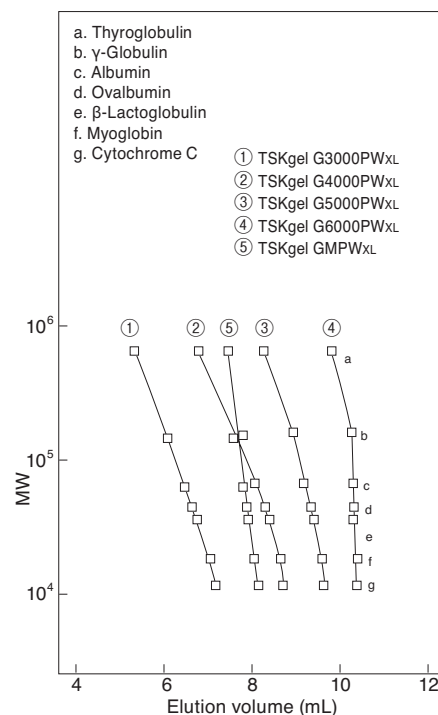 a. Thyroglobulin
b. γ-Globulin
c. Albumin
d. Ovalbumin
e. β-Lactoglobulin
f. Myoglobin
g. Cytochrome C
① TSKgel G3000PWXL
② TSKgel G4000PWXL
③ TSKgel G5000PWXL
④ TSKgel G6000PWXL
⑤ TSKgel GMPWXL
10⁶
① ② ⑤ ③ ④
a
b
10⁵
c
d
e
f
10⁴
g
MW
4 6 8 10 12
Elution volume (mL)